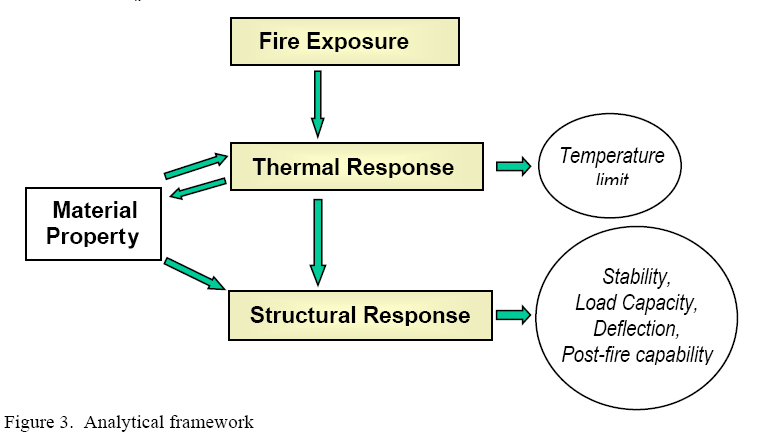 Fire Exposure
Thermal Response
Temperature
limit
Material
Property
Structural Response
Stability,
Load Capacity,
Deflection,
Post-fire capability
Figure 3. Analytical framework